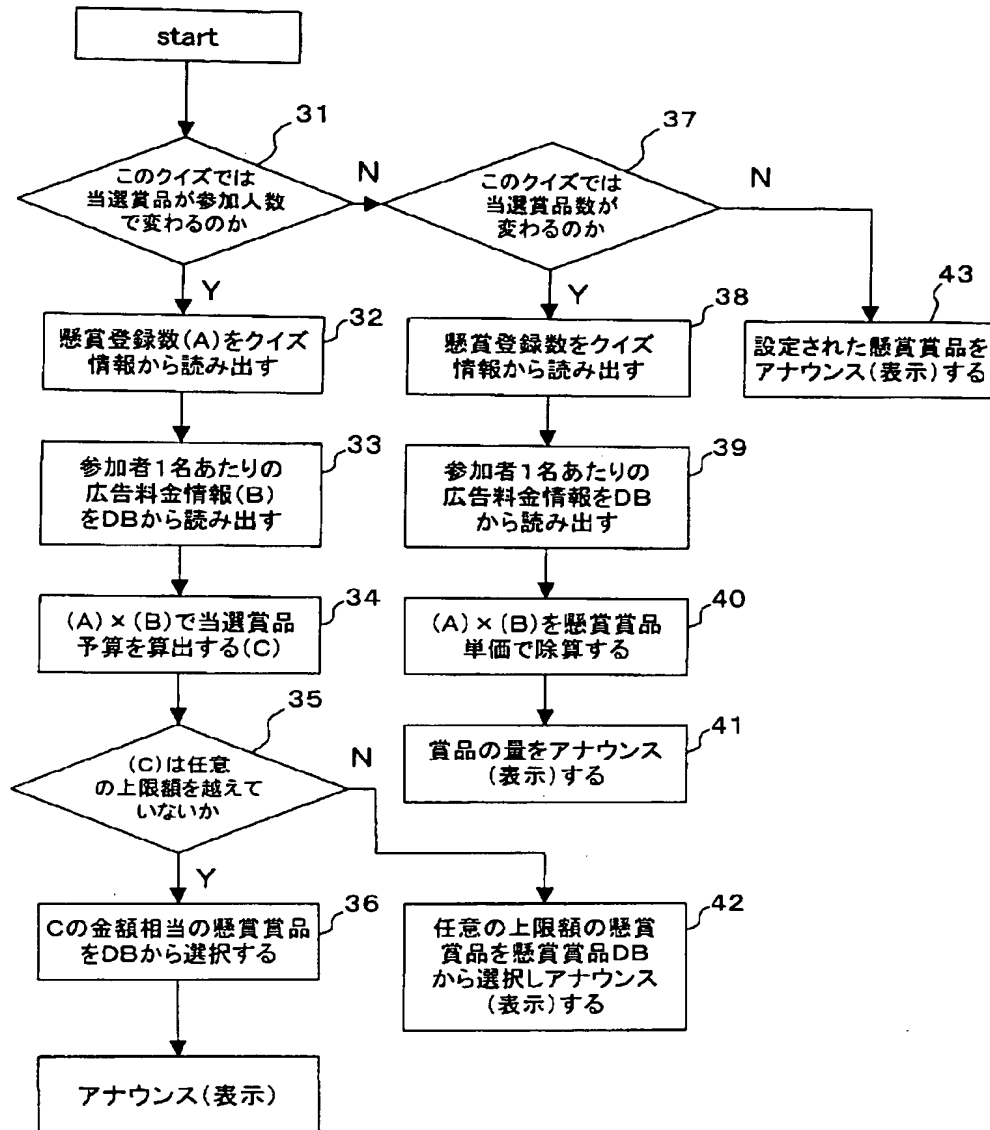 start
31
このクイズでは
当選賞品が参加人数
で変わるのか
N
Y
37
このクイズでは
当選賞品数が
変わるのか
N
Y
32
懸賞登録数(A)をクイズ
情報から読み出す
38
懸賞登録数をクイズ
情報から読み出す
43
設定された懸賞賞品を
アナウンス(表示)する
33
参加者1名あたりの
広告料金情報(B)
をDBから読み出す
39
参加者1名あたりの
広告料金情報をDB
から読み出す
34
(A)×(B)で当選賞品
予算を算出する(C)
40
(A)×(B)を懸賞賞品
単価で除算する
35
(C)は任意
の上限額を越えて
いないか
N
Y
41
賞品の量をアナウンス
(表示)する
36
Cの金額相当の懸賞賞品
をDBから選択する
42
任意の上限額の懸賞
賞品を懸賞賞品DB
から選択しアナウンス
(表示)する
アナウンス(表示)